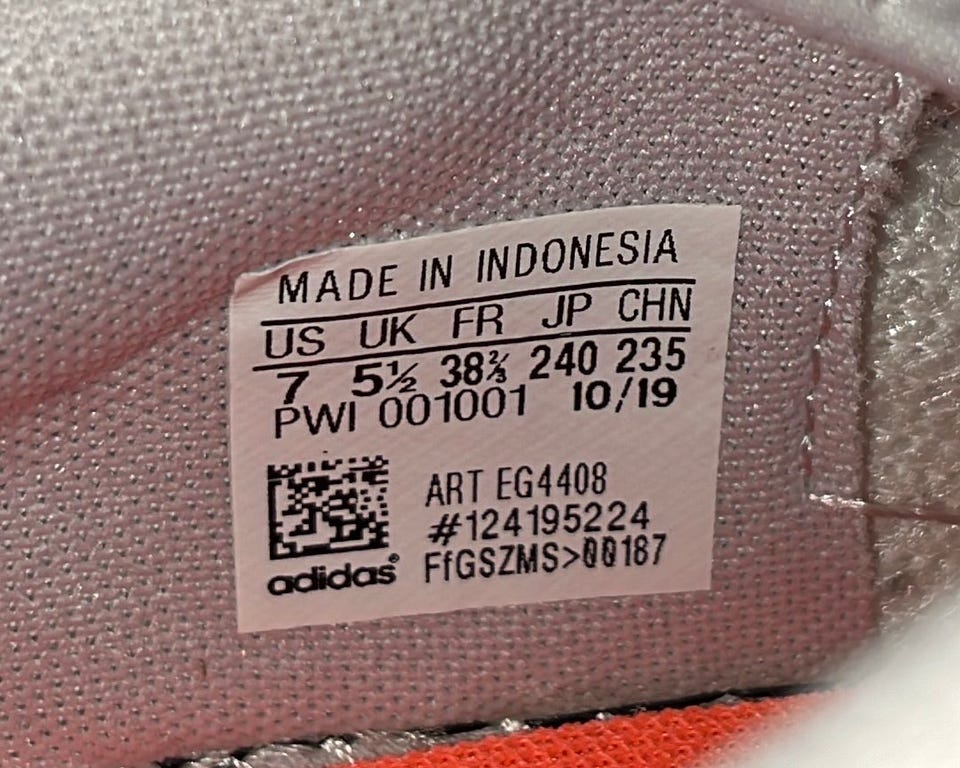 MADE IN INDONESIA
US UK FR JP CHN
7 5½ 38⅔ 240 235
PWI 001001 10/19
ART EG4408
#124195224
FfGSZMS>00187
adidas®